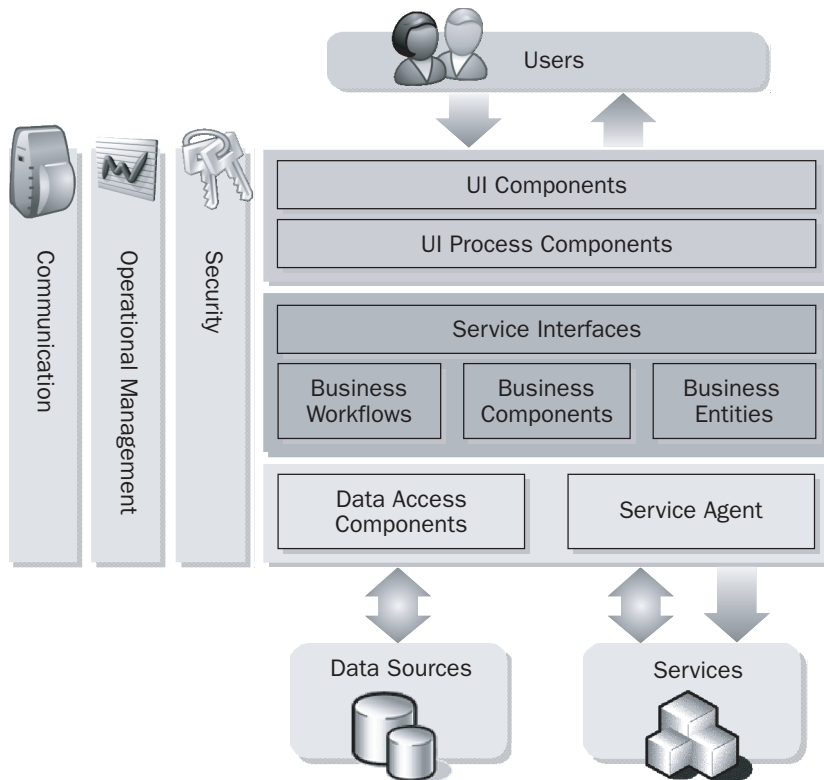 Users
Communication
Operational Management
Security
UI Components
UI Process Components
Service Interfaces
Business
Workflows
Business
Components
Business
Entities
Data Access
Components
Service Agent
Data Sources
Services